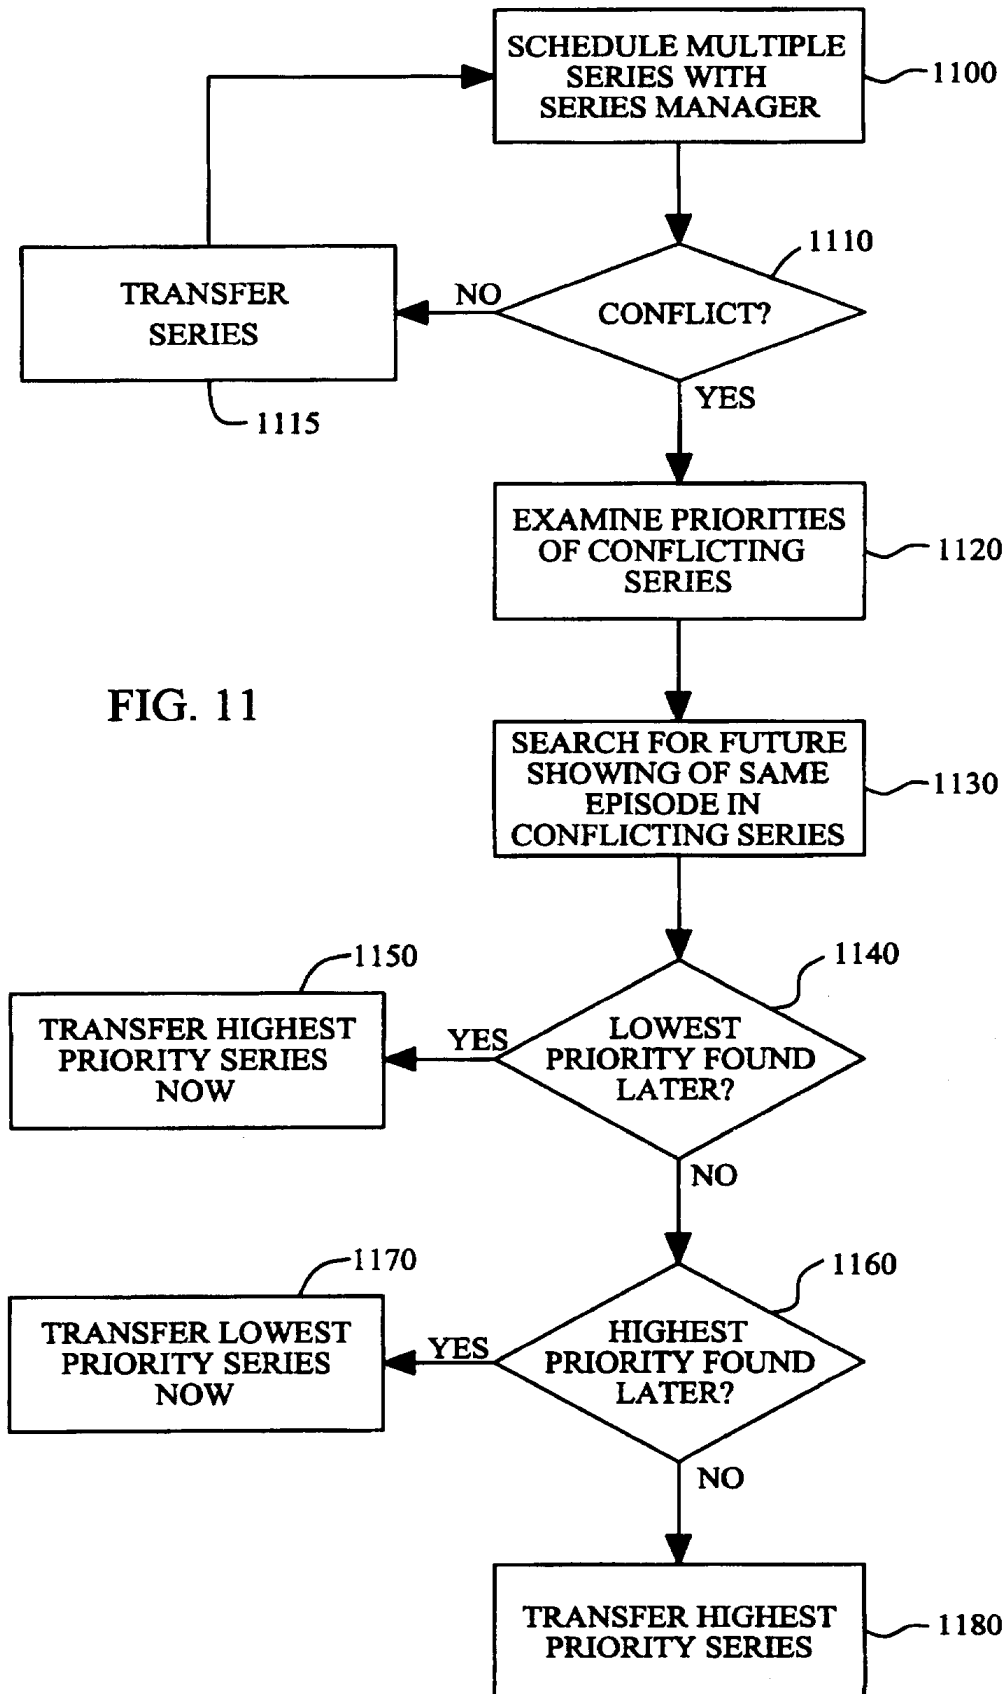 SCHEDULE MULTIPLE
SERIES WITH
SERIES MANAGER
1100
1110
CONFLICT?
NO
TRANSFER
SERIES
1115
YES
EXAMINE PRIORITIES
OF CONFLICTING
SERIES
1120
FIG. 11
SEARCH FOR FUTURE
SHOWING OF SAME
EPISODE IN
CONFLICTING SERIES
1130
1140
LOWEST
PRIORITY FOUND
LATER?
YES
1150
TRANSFER HIGHEST
PRIORITY SERIES
NOW
NO
1160
HIGHEST
PRIORITY FOUND
LATER?
YES
1170
TRANSFER LOWEST
PRIORITY SERIES
NOW
NO
TRANSFER HIGHEST
PRIORITY SERIES
1180